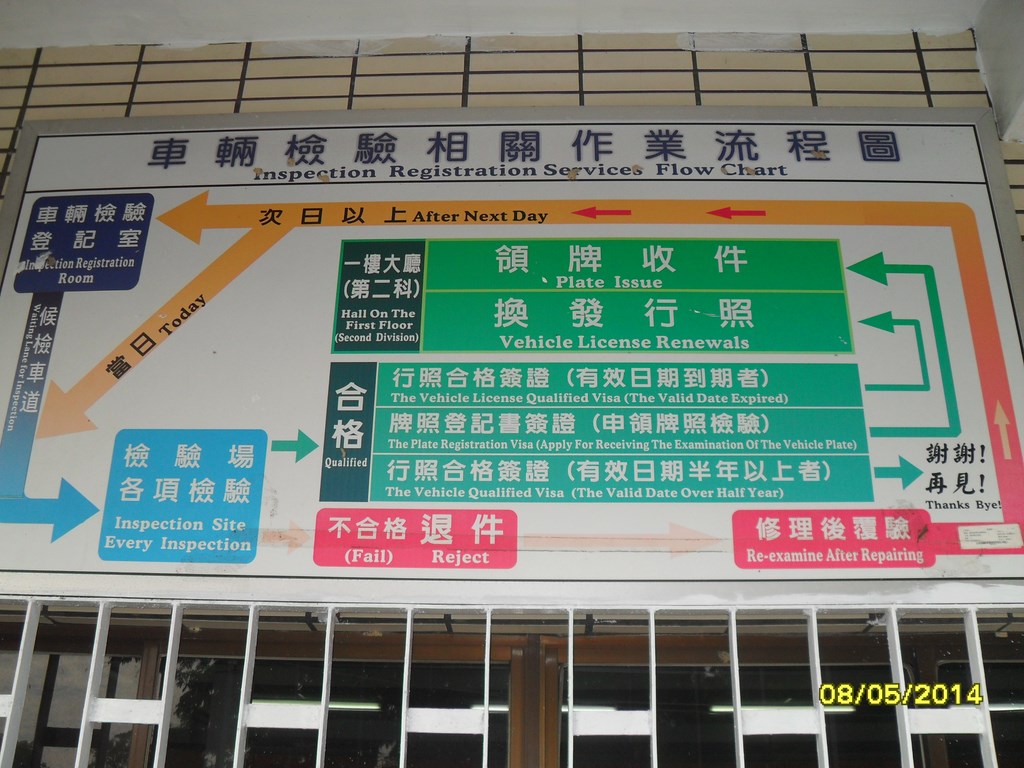 車輛檢驗相關作業流程圖
Inspection Registration Services Flow Chart
車輛檢驗
登記室
Inspection Registration
Room
次日以上 After Next Day
當日 Today
候檢車道
Waiting Lane for Inspection
一樓大廳
(第二科)
Hall On The
First Floor
(Second Division)
領牌收件
Plate Issue
換發行照
Vehicle License Renewals
合格
Qualified
行照合格簽證（有效日期到期者）
The Vehicle License Qualified Visa (The Valid Date Expired)
牌照登記書簽證（申領牌照檢驗）
The Plate Registration Visa (Apply For Receiving The Examination Of The Vehicle Plate)
行照合格簽證（有效日期半年以上者）
The Vehicle Qualified Visa (The Valid Date Over Half Year)
謝謝!
再見!
Thanks Bye!
檢驗場
各項檢驗
Inspection Site
Every Inspection
不合格 退件
(Fail) Reject
修理後覆驗
Re-examine After Repairing
08/05/2014